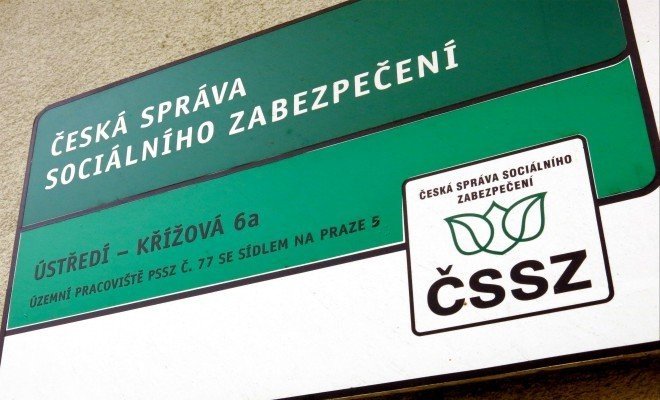 ČESKÁ SPRÁVA
SOCIÁLNÍHO ZABEZPEČENÍ
ÚSTŘEDÍ – KŘÍŽOVÁ 6a
ÚZEMNÍ PRACOVIŠTĚ PSSZ Č. 77 SE SÍDLEM NA PRAZE 5
ČESKÁ SPRÁVA SOCIÁLNÍHO
ZABEZPEČENÍ
ČSSZ